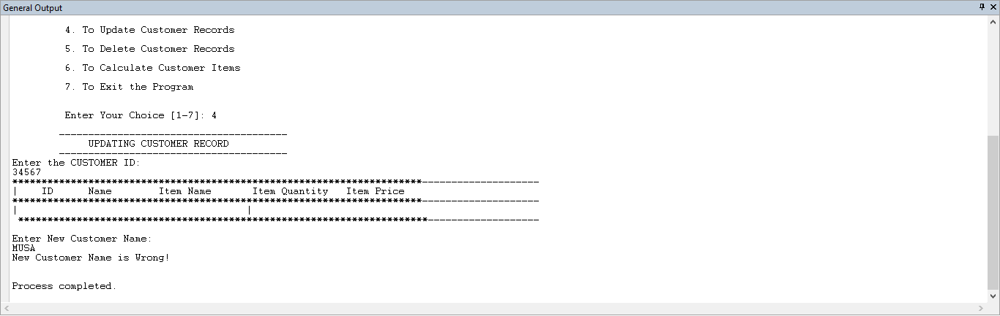 General Output
4. To Update Customer Records
5. To Delete Customer Records
6. To Calculate Customer Items
7. To Exit the Program
Enter Your Choice [1-7]: 4
---------------------------------------
UPDATING CUSTOMER RECORD
---------------------------------------
Enter the CUSTOMER ID:
34567
**********************************************************************--------------------
|    ID      Name        Item Name       Item Quantity   Item Price
**********************************************************************--------------------
|                                       |
**********************************************************************-------------------
Enter New Customer Name:
MUSA
New Customer Name is Wrong!
Process completed.